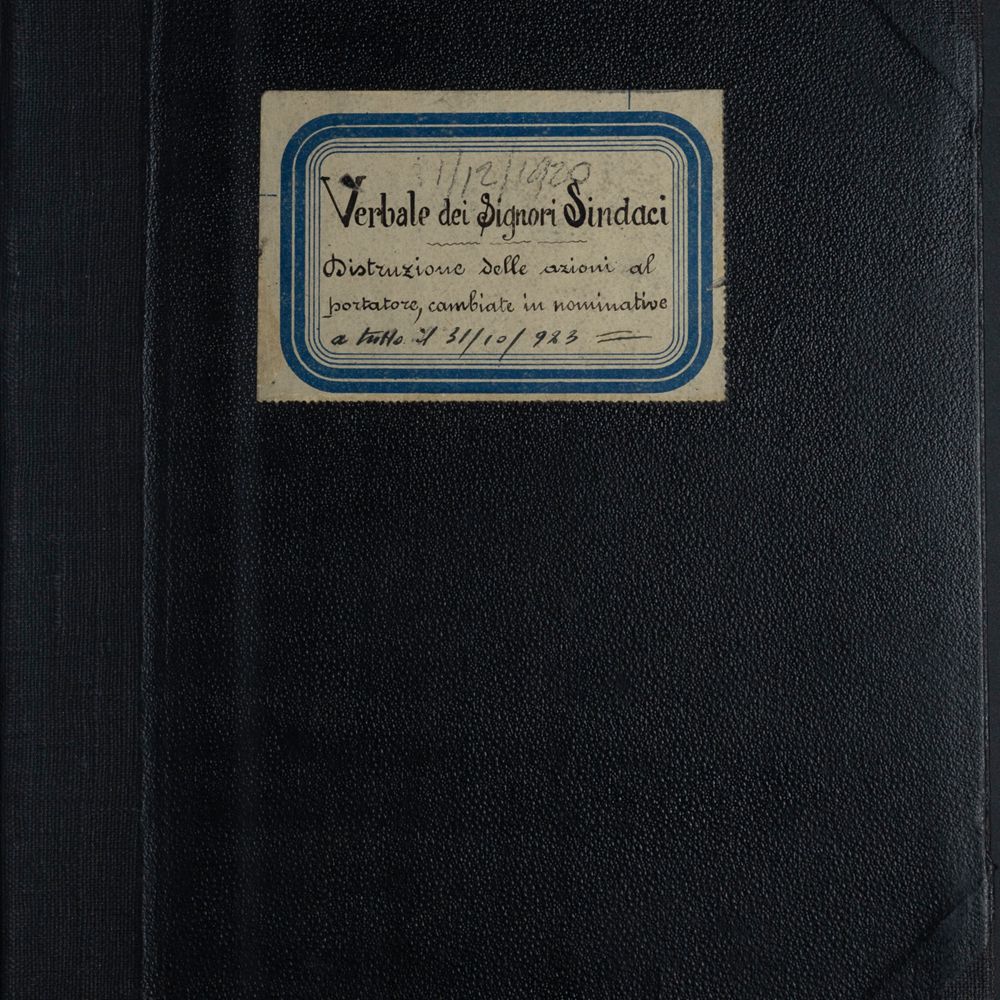 1/12/1920
Verbale dei Signori Sindaci
Distruzione delle azioni al
portatore, cambiate in nominative
a tutto il 31/10/923 =